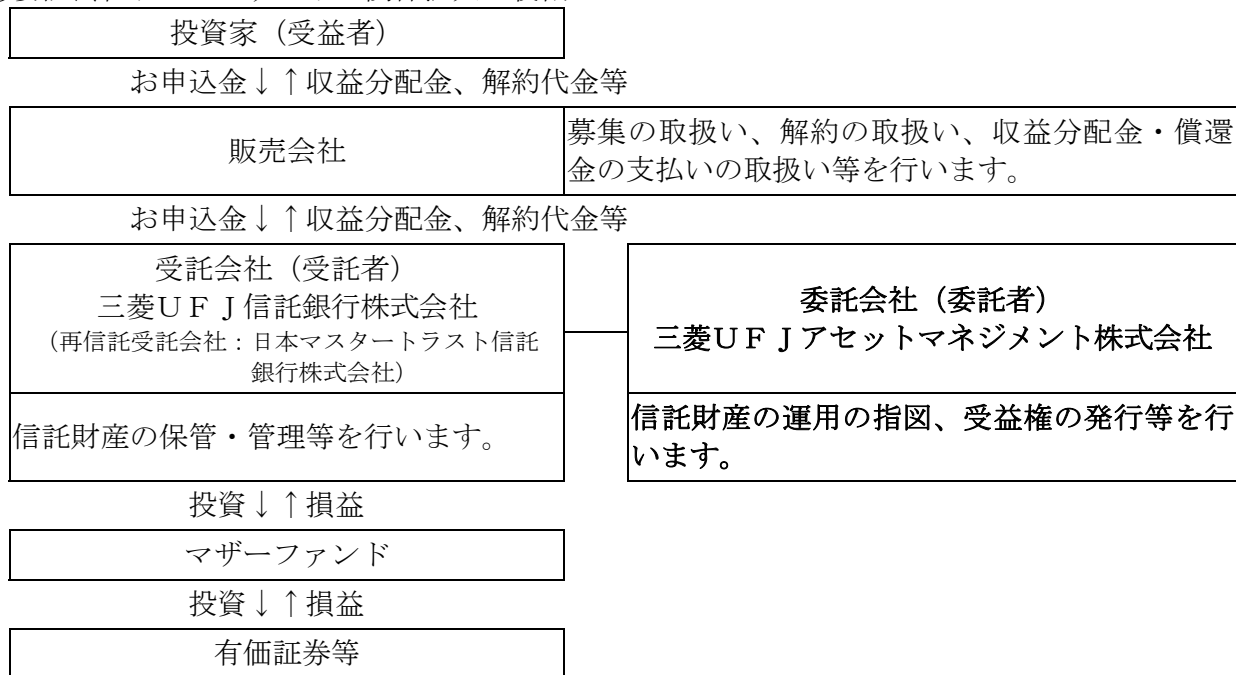 投資家（受益者）
お申込金↓↑収益分配金、解約代金等
販売会社
募集の取扱い、解約の取扱い、収益分配金・償還
金の支払いの取扱い等を行います。
お申込金↓↑収益分配金、解約代金等
受託会社（受託者）
三菱ＵＦＪ信託銀行株式会社
（再信託受託会社：日本マスタートラスト信託
銀行株式会社）
委託会社（委託者）
三菱ＵＦＪアセットマネジメント株式会社
信託財産の保管・管理等を行います。
信託財産の運用の指図、受益権の発行等を行
います。
投資↓↑損益
マザーファンド
投資↓↑損益
有価証券等